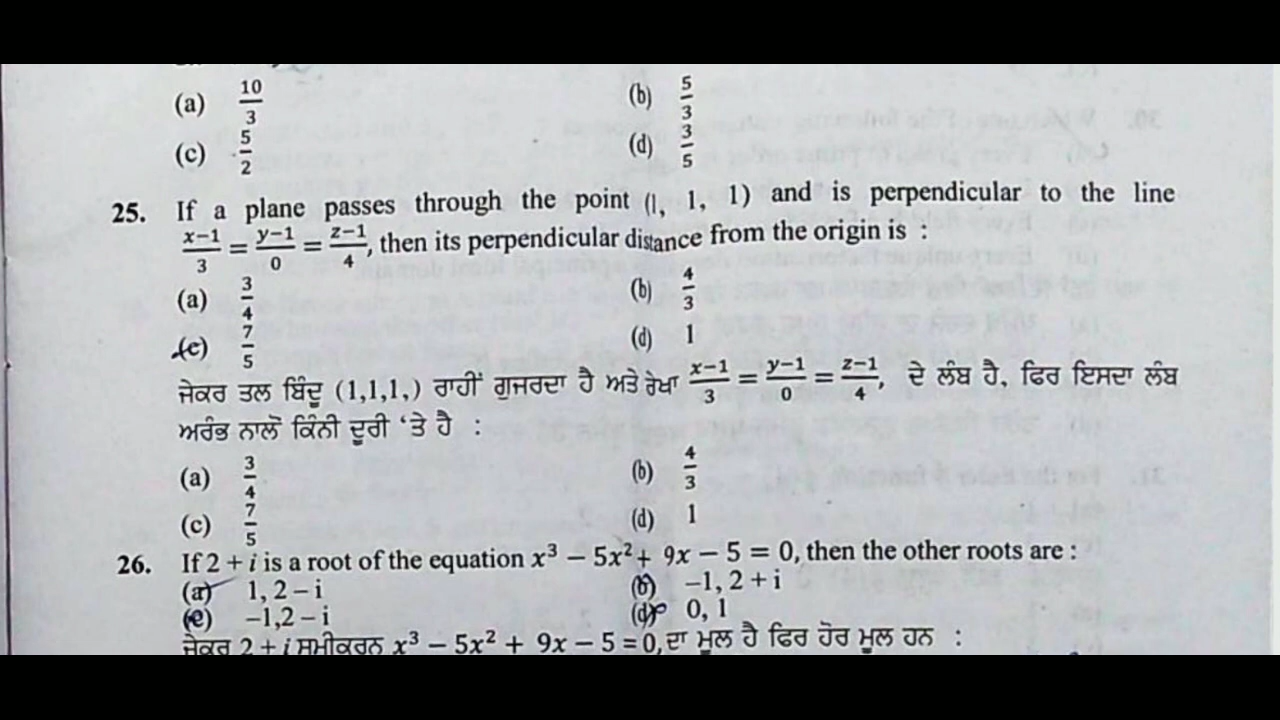 (a) 10/3 (b) 5/3
(c) 5/2 (d) 3/5
25. If a plane passes through the point (1, 1, 1) and is perpendicular to the line
x−1/3 = y−1/0 = z−1/4, then its perpendicular distance from the origin is :
(a) 3/4 (b) 4/3
(c) 7/5 (d) 1
ਜੇਕਰ ਤਲ ਬਿੰਦੂ (1,1,1,) ਰਾਹੀਂ ਗੁਜਰਦਾ ਹੈ ਅਤੇ ਰੇਖਾ x−1/3 = y−1/0 = z−1/4, ਦੇ ਲੰਬ ਹੈ, ਫਿਰ ਇਸਦਾ ਲੰਬ
ਅਰੰਭ ਨਾਲੋਂ ਕਿੰਨੀ ਦੂਰੀ ‘ਤੇ ਹੈ :
(a) 3/4 (b) 4/3
(c) 7/5 (d) 1
26. If 2 + i is a root of the equation x³ − 5x² + 9x − 5 = 0, then the other roots are :
(a) 1, 2 − i (b) −1, 2 + i
(c) −1,2 − i (d) 0, 1
ਜੇਕਰ 2 + i ਸਮੀਕਰਨ x³ − 5x² + 9x − 5 = 0, ਦਾ ਮੂਲ ਹੈ ਫਿਰ ਹੋਰ ਮੂਲ ਹਨ :